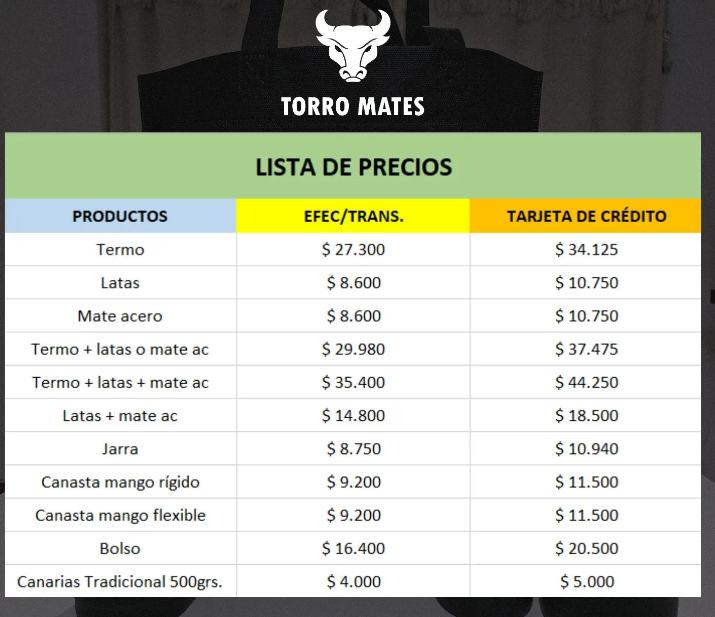 TORRO MATES
LISTA DE PRECIOS
PRODUCTOS EFEC/TRANS. TARJETA DE CRÉDITO
Termo $ 27.300 $ 34.125
Latas $ 8.600 $ 10.750
Mate acero $ 8.600 $ 10.750
Termo + latas o mate ac $ 29.980 $ 37.475
Termo + latas + mate ac $ 35.400 $ 44.250
Latas + mate ac $ 14.800 $ 18.500
Jarra $ 8.750 $ 10.940
Canasta mango rígido $ 9.200 $ 11.500
Canasta mango flexible $ 9.200 $ 11.500
Bolso $ 16.400 $ 20.500
Canarias Tradicional 500grs. $ 4.000 $ 5.000